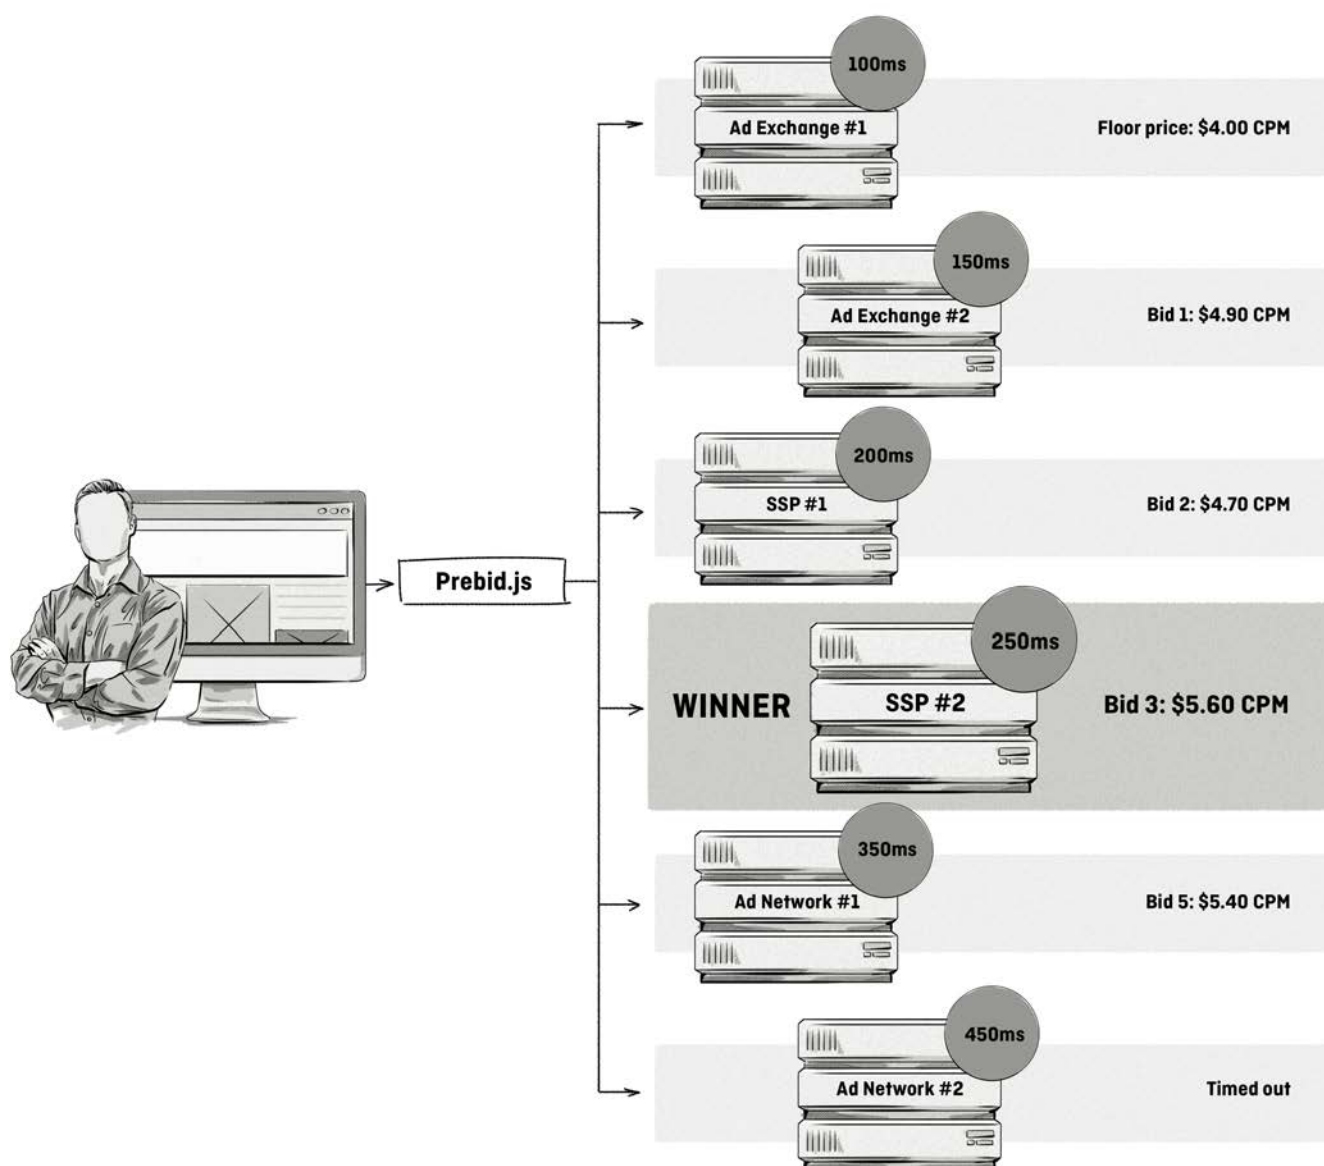 100ms
Ad Exchange #1
Floor price: $4.00 CPM
150ms
Ad Exchange #2
Bid 1: $4.90 CPM
200ms
SSP #1
Bid 2: $4.70 CPM
Prebid.js
250ms
WINNER
SSP #2
Bid 3: $5.60 CPM
350ms
Ad Network #1
Bid 5: $5.40 CPM
450ms
Ad Network #2
Timed out